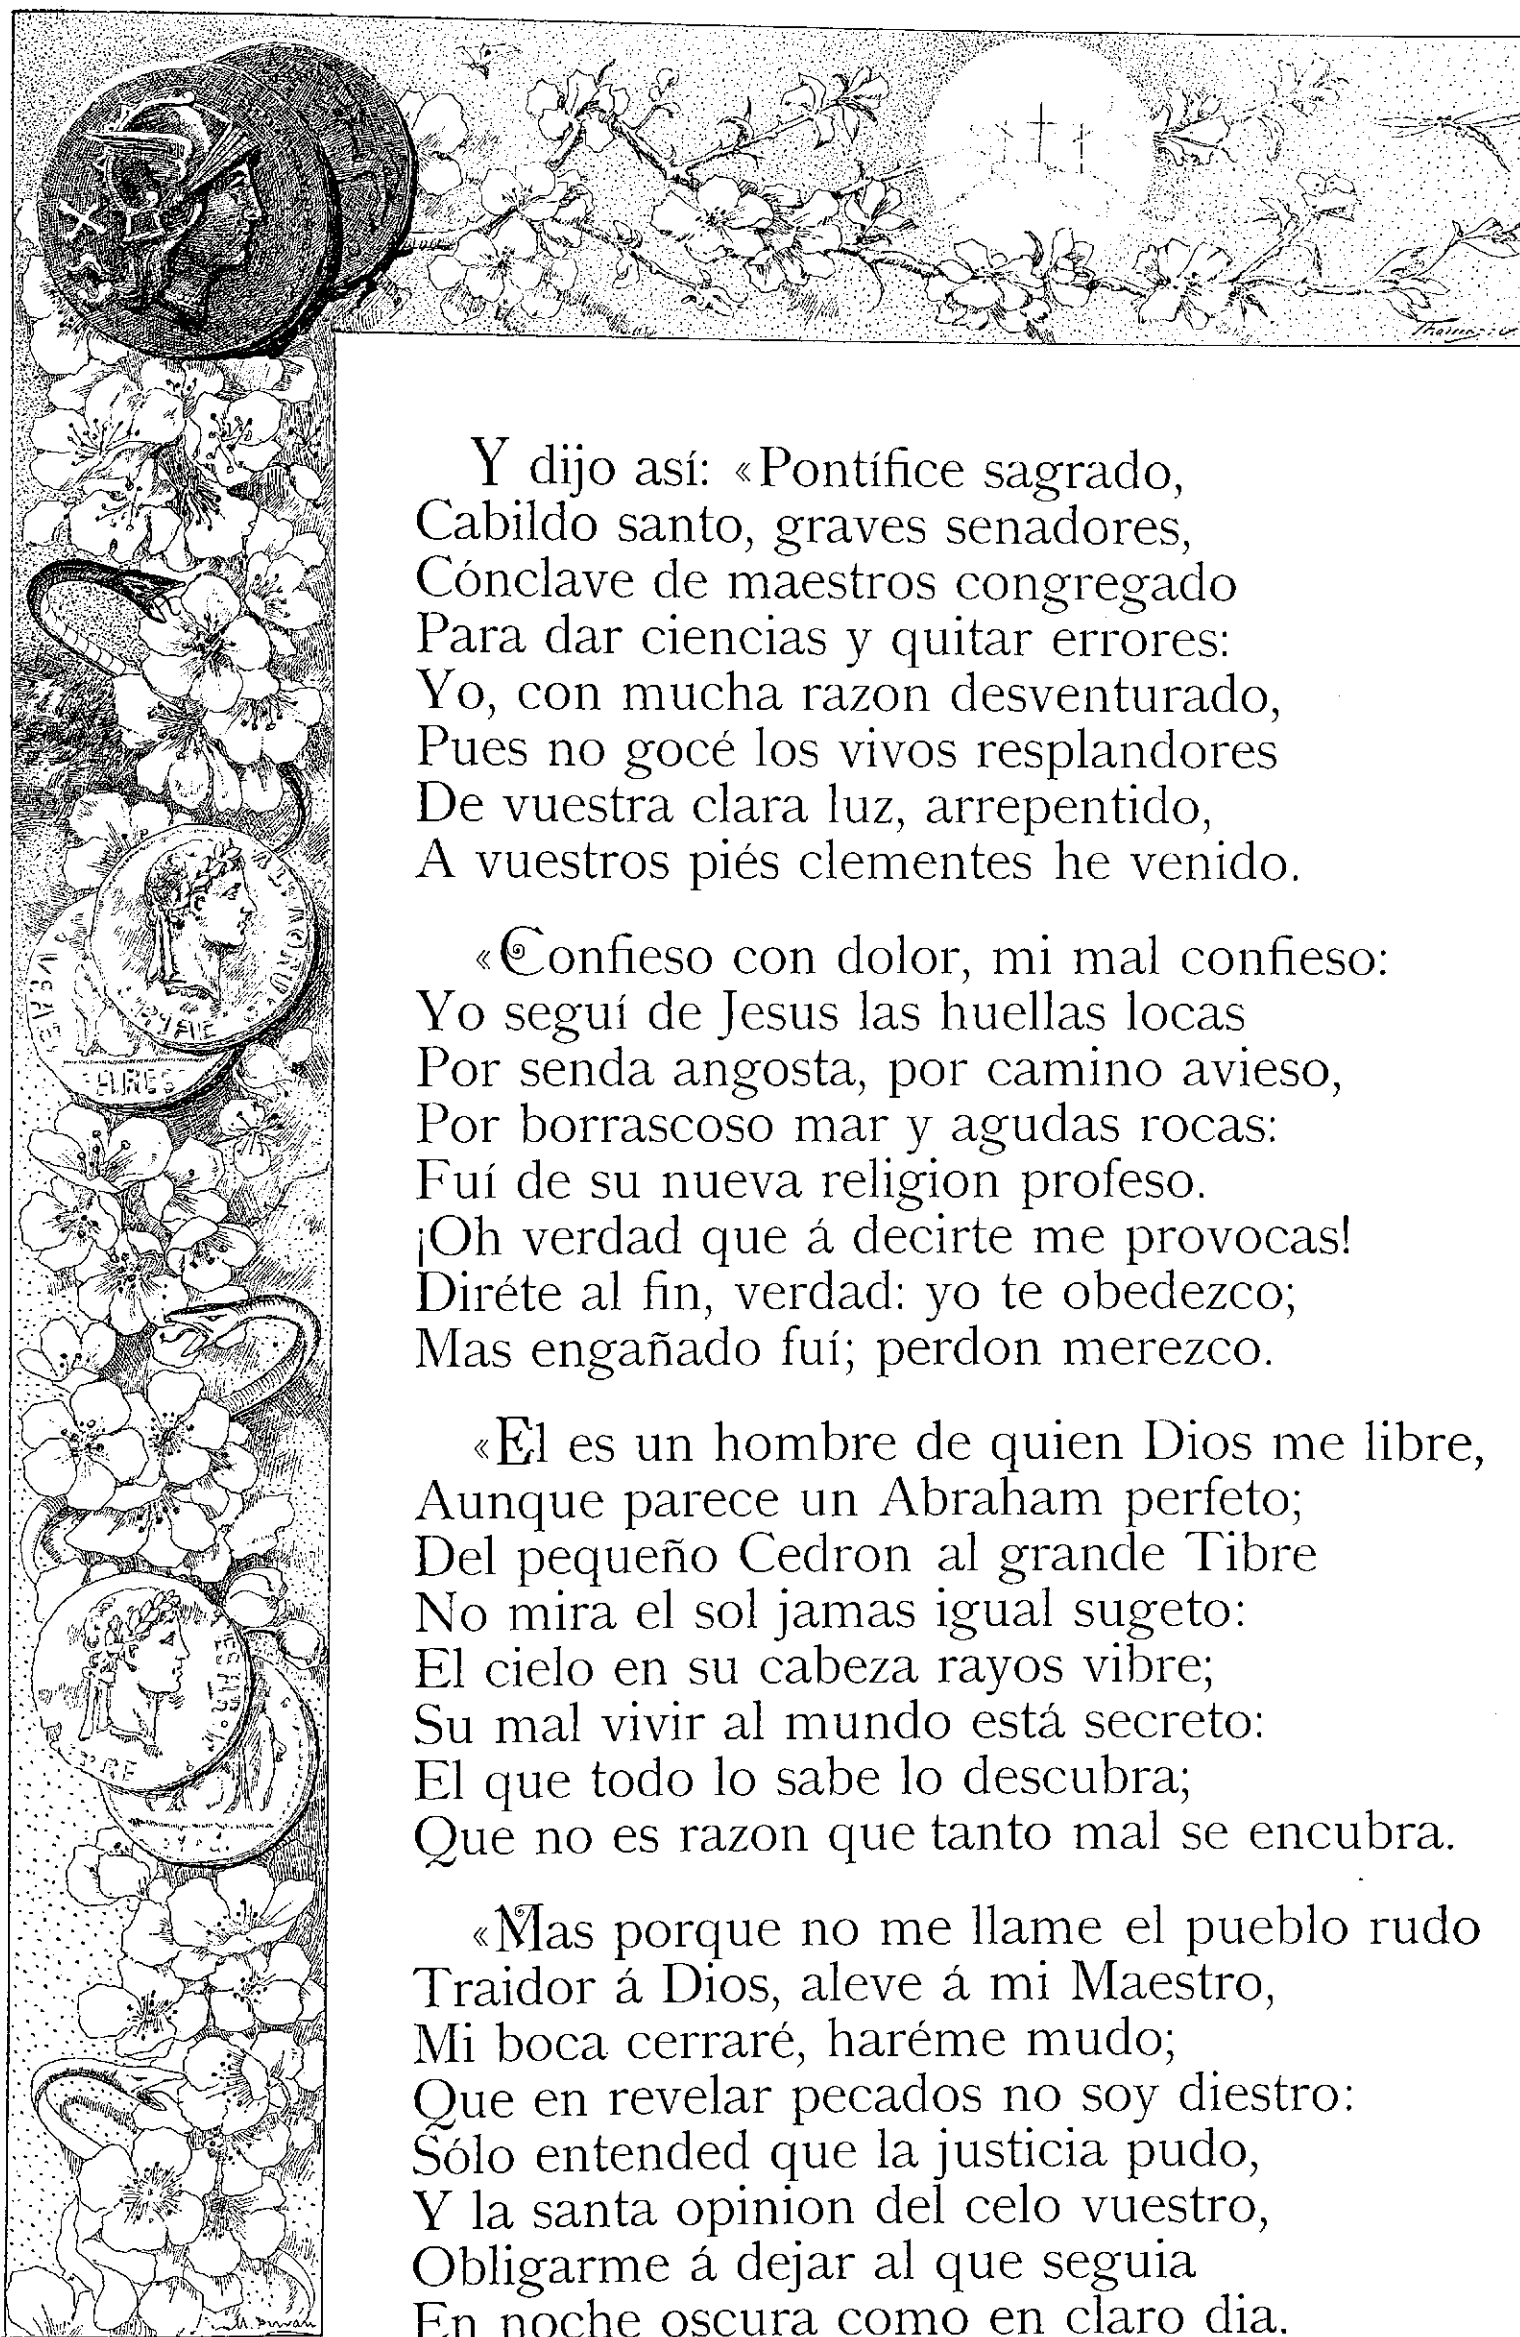 Y dijo así: «Pontífice sagrado,
Cabildo santo, graves senadores,
Cónclave de maestros congregado
Para dar ciencias y quitar errores:
Yo, con mucha razon desventurado,
Pues no gocé los vivos resplandores
De vuestra clara luz, arrepentido,
A vuestros piés clementes he venido.
«Confieso con dolor, mi mal confieso:
Yo seguí de Jesus las huellas locas
Por senda angosta, por camino avieso,
Por borrascoso mar y agudas rocas:
Fuí de su nueva religion profeso.
¡Oh verdad que á decirte me provocas!
Diréte al fin, verdad: yo te obedezco;
Mas engañado fuí; perdon merezco.
«El es un hombre de quien Dios me libre,
Aunque parece un Abraham perfeto;
Del pequeño Cedron al grande Tibre
No mira el sol jamas igual sugeto:
El cielo en su cabeza rayos vibre;
Su mal vivir al mundo está secreto:
El que todo lo sabe lo descubra;
Que no es razon que tanto mal se encubra.
«Mas porque no me llame el pueblo rudo
Traidor á Dios, aleve á mi Maestro,
Mi boca cerraré, haréme mudo;
Que en revelar pecados no soy diestro:
Sólo entended que la justicia pudo,
Y la santa opinion del celo vuestro,
Obligarme á dejar al que seguia
En noche oscura como en claro dia.